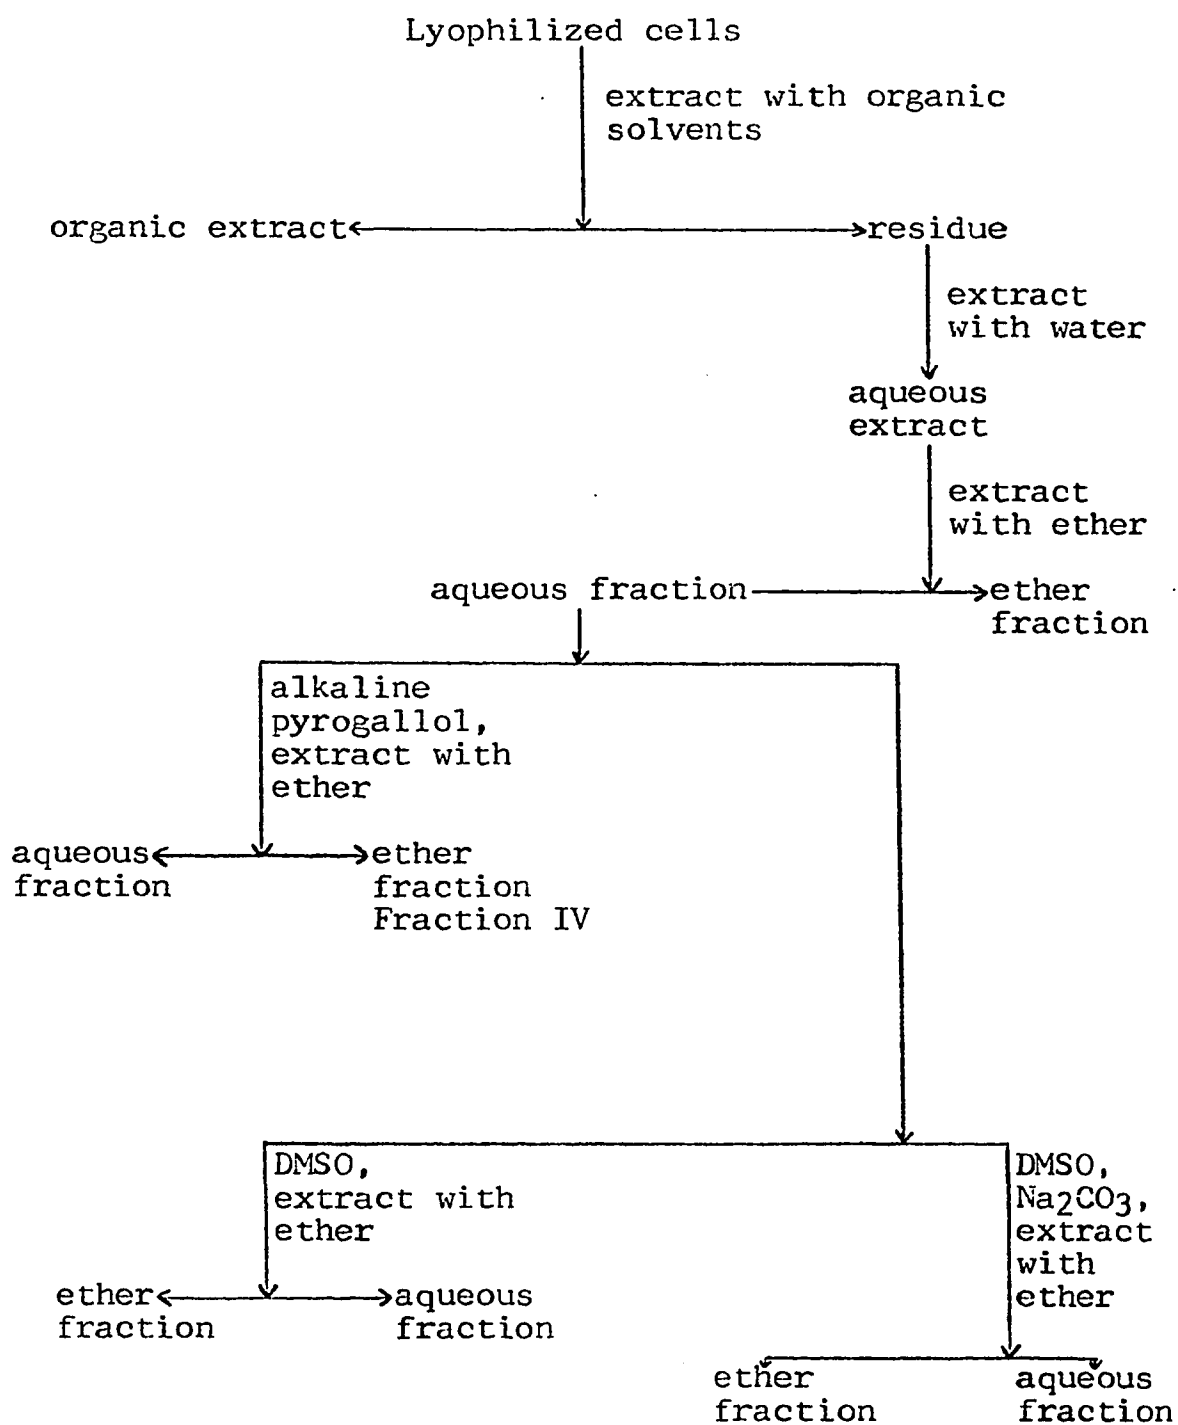 Lyophilized cells
extract with organic
solvents
organic extract
residue
extract
with water
aqueous
extract
extract
with ether
aqueous fraction
ether
fraction
alkaline
pyrogallol,
extract with
ether
aqueous
fraction
ether
fraction
Fraction IV
DMSO,
extract with
ether
DMSO,
Na2CO3,
extract
with
ether
ether
fraction
aqueous
fraction
ether
fraction
aqueous
fraction